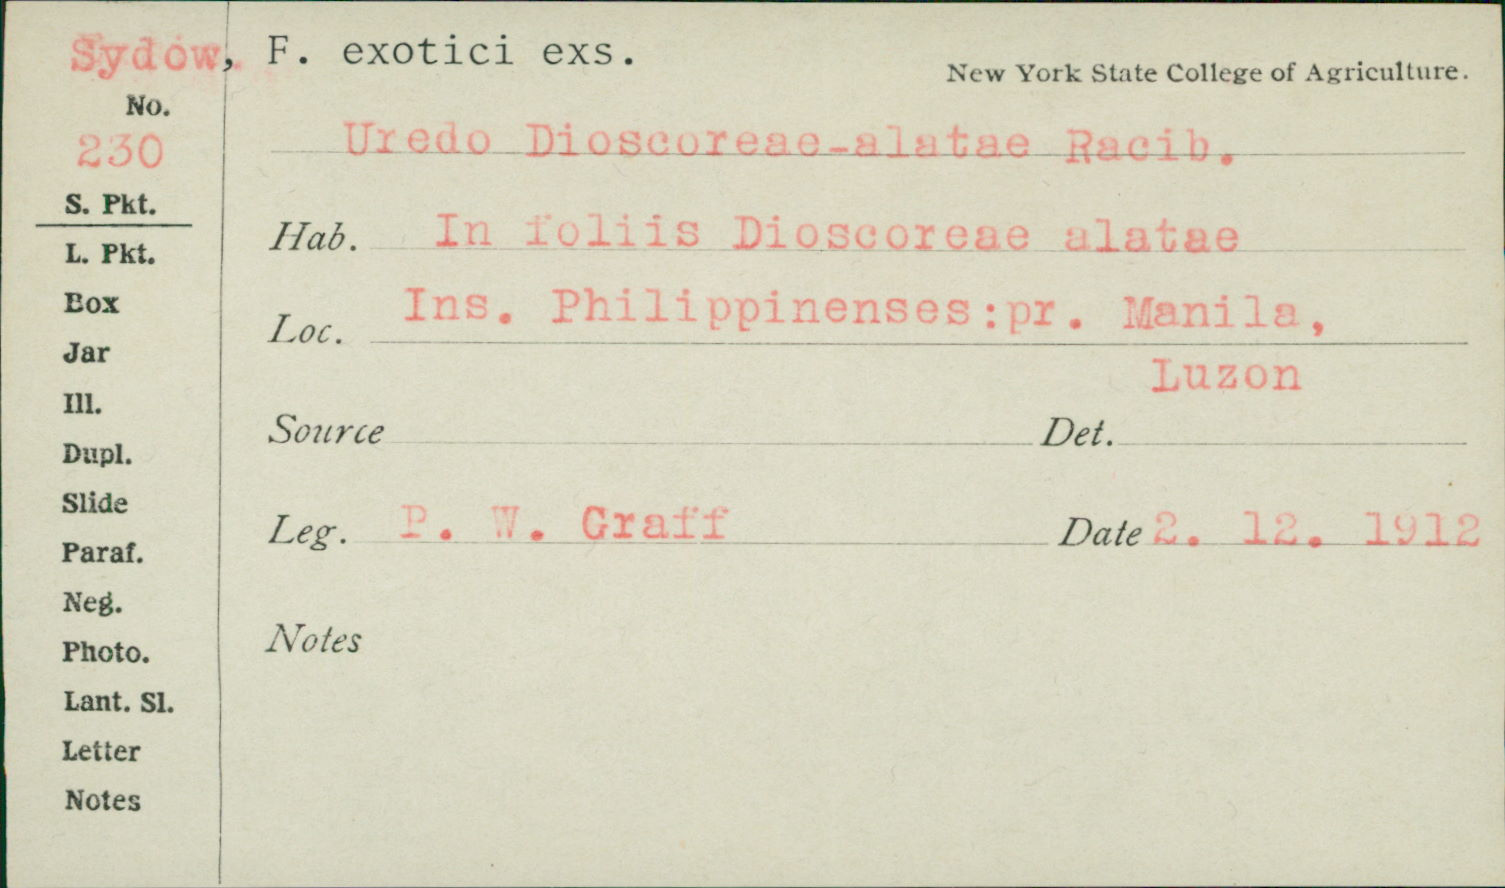 Sydow, F. exotici exs.
New York State College of Agriculture.
No.
230
Uredo Dioscoreae-alatae Racib.
S. Pkt.
Hab. In foliis Dioscoreae alatae
L. Pkt.
Box
Loc. Ins. Philippinenses:pr. Manila,
Luzon
Jar
Ill.
Source Det.
Dupl.
Slide
Leg. P. W. Graff Date 2. 12. 1912
Paraf.
Neg.
Notes
Photo.
Lant. Sl.
Letter
Notes